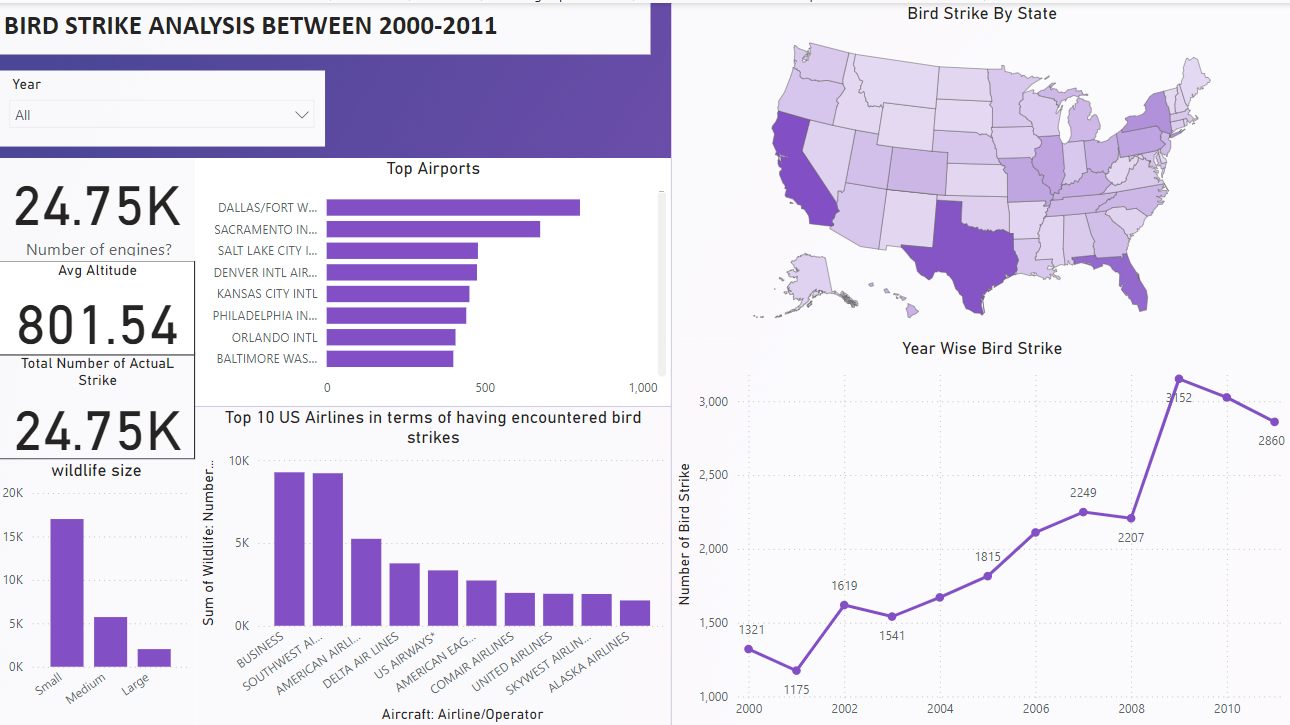 BIRD STRIKE ANALYSIS BETWEEN 2000-2011
Year
All
24.75K
Number of engines?
Avg Altitude
801.54
Total Number of ActuaL
Strike
24.75K
wildlife size
20K
15K
10K
5K
0K
Small
Medium
Large
Top Airports
DALLAS/FORT W...
SACRAMENTO IN...
SALT LAKE CITY I...
DENVER INTL AIR...
KANSAS CITY INTL
PHILADELPHIA IN...
ORLANDO INTL
BALTIMORE WAS...
0
500
1,000
Top 10 US Airlines in terms of having encountered bird
strikes
Sum of Wildlife: Number...
10K
5K
0K
BUSINESS
SOUTHWEST AI...
AMERICAN AIRLI...
DELTA AIR LINES
US AIRWAYS*
AMERICAN EAG...
COMAIR AIRLINES
UNITED AIRLINES
SKYWEST AIRLIN...
ALASKA AIRLINES
Aircraft: Airline/Operator
Bird Strike By State
Year Wise Bird Strike
Number of Bird Strike
3,000
2,500
2,000
1,500
1,000
1321
1175
1619
1541
1815
2249
2207
3152
2860
2000
2002
2004
2006
2008
2010